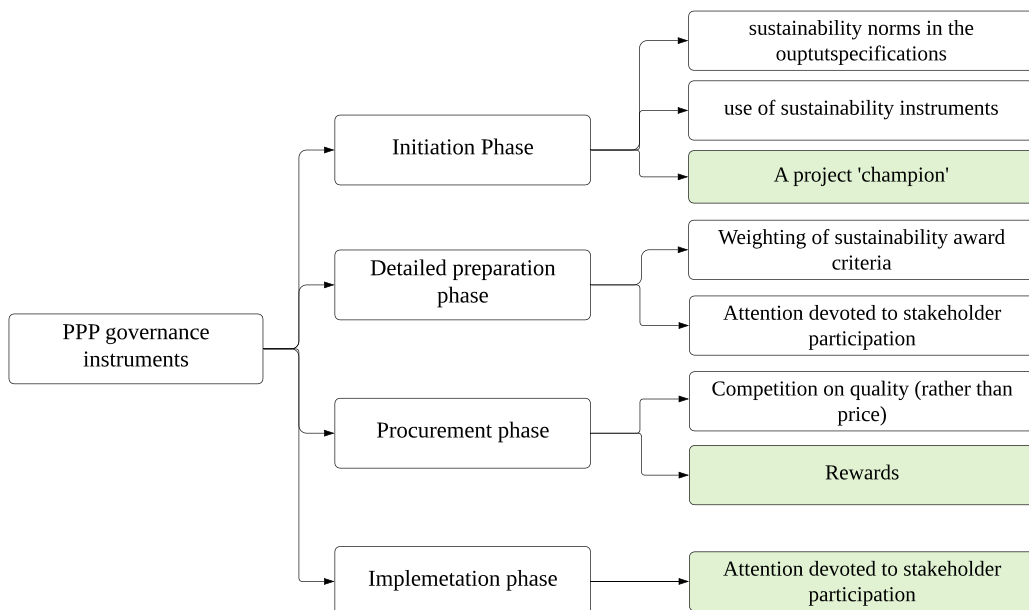 PPP governance
instruments
Initiation Phase
sustainability norms in the
ouptutspecifications
use of sustainability instruments
A project 'champion'
Detailed preparation
phase
Weighting of sustainability award
criteria
Attention devoted to stakeholder
participation
Procurement phase
Competition on quality (rather than
price)
Rewards
Implemetation phase
Attention devoted to stakeholder
participation